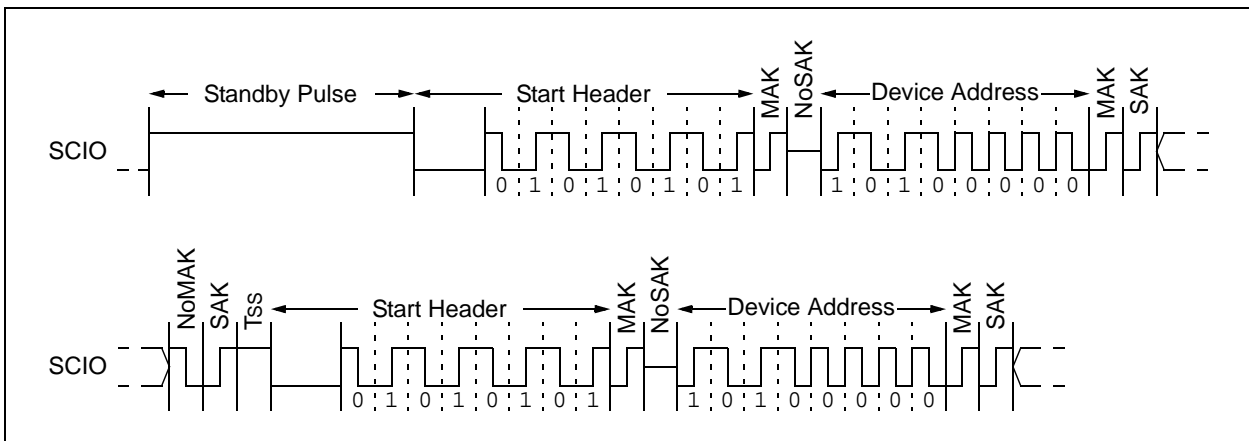 Standby Pulse Start Header MAK NoSAK Device Address MAK SAK
SCIO
0 1 0 1 0 1 0 1 1 0 1 0 0 0 0 0
NoMAK SAK TSS Start Header MAK NoSAK Device Address MAK SAK
SCIO
0 1 0 1 0 1 0 1 1 0 1 0 0 0 0 0